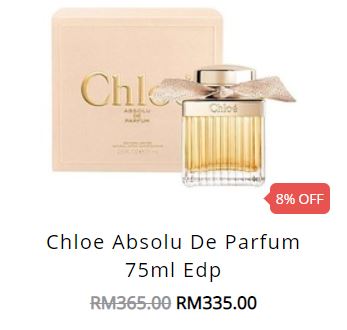 Chloé
ABSOLU
DE
PARFUM
Chloé
8% OFF
Chloe Absolu De Parfum
75ml Edp
RM365.00 RM335.00